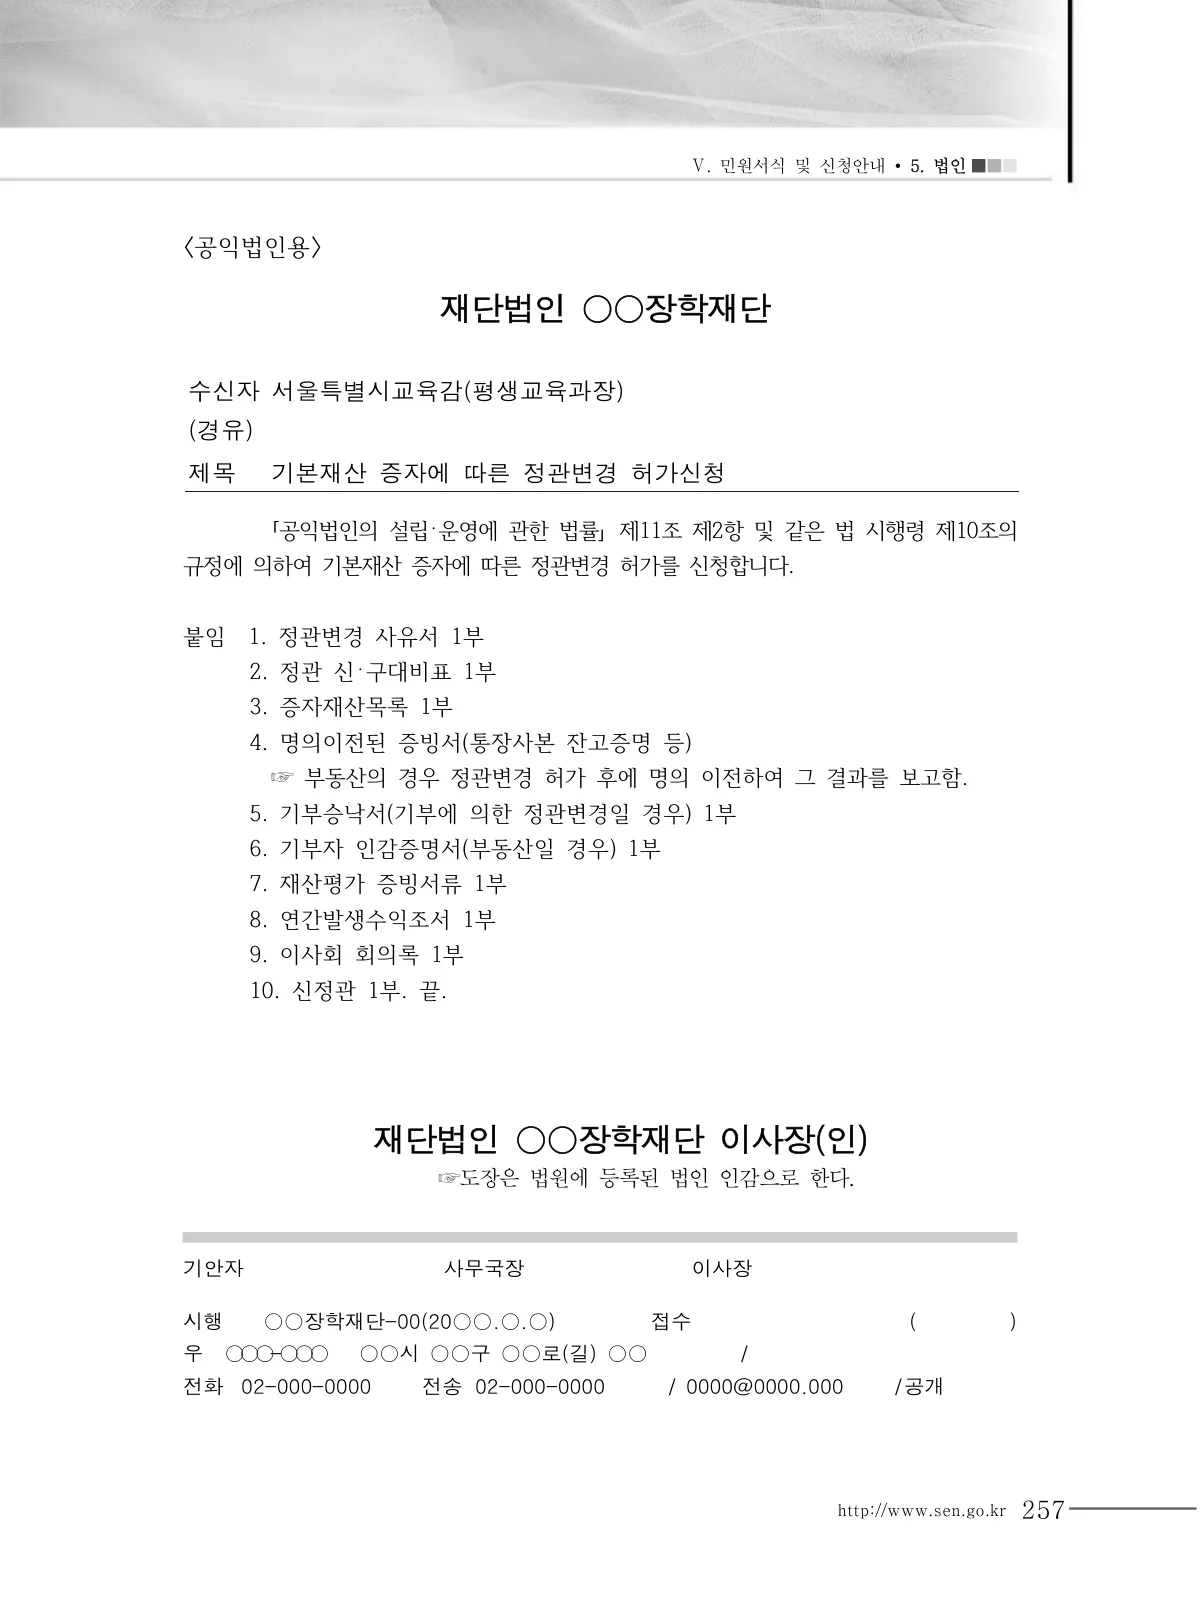 Ⅴ. 민원서식 및 신청안내 • 5. 법인
〈공익법인용〉
재단법인 ○○장학재단
수신자 서울특별시교육감(평생교육과장)
(경유)
제목 기본재산 증자에 따른 정관변경 허가신청
「공익법인의 설립·운영에 관한 법률」 제11조 제2항 및 같은 법 시행령 제10조의
규정에 의하여 기본재산 증자에 따른 정관변경 허가를 신청합니다.
붙임 1. 정관변경 사유서 1부
2. 정관 신·구대비표 1부
3. 증자재산목록 1부
4. 명의이전된 증빙서(통장사본 잔고증명 등)
☞ 부동산의 경우 정관변경 허가 후에 명의 이전하여 그 결과를 보고함.
5. 기부승낙서(기부에 의한 정관변경일 경우) 1부
6. 기부자 인감증명서(부동산일 경우) 1부
7. 재산평가 증빙서류 1부
8. 연간발생수익조서 1부
9. 이사회 회의록 1부
10. 신정관 1부. 끝.
재단법인 ○○장학재단 이사장(인)
☞도장은 법원에 등록된 법인 인감으로 한다.
기안자 사무국장 이사장
시행 ○○장학재단-00(20○○.○.○) 접수 ( )
우 ○○○-○○○ ○○시 ○○구 ○○로(길) ○○ /
전화 02-000-0000 전송 02-000-0000 / 0000@0000.000 /공개
http://www.sen.go.kr 257